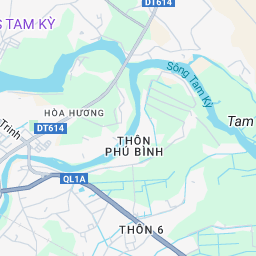 DT614
S TAM KỲ
Sông Tam Kỳ
HÒA HƯƠNG
Trinh
DT614
Tam
THÔN
PHÚ BÌNH
QL1A
THÔN 6